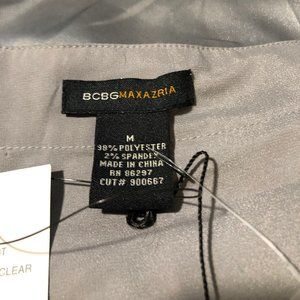 BCBGMAXAZRIA
M
98% POLYESTER
2% SPANDEX
MADE IN CHINA
RN 86297
CUT# 900667
CLEAR